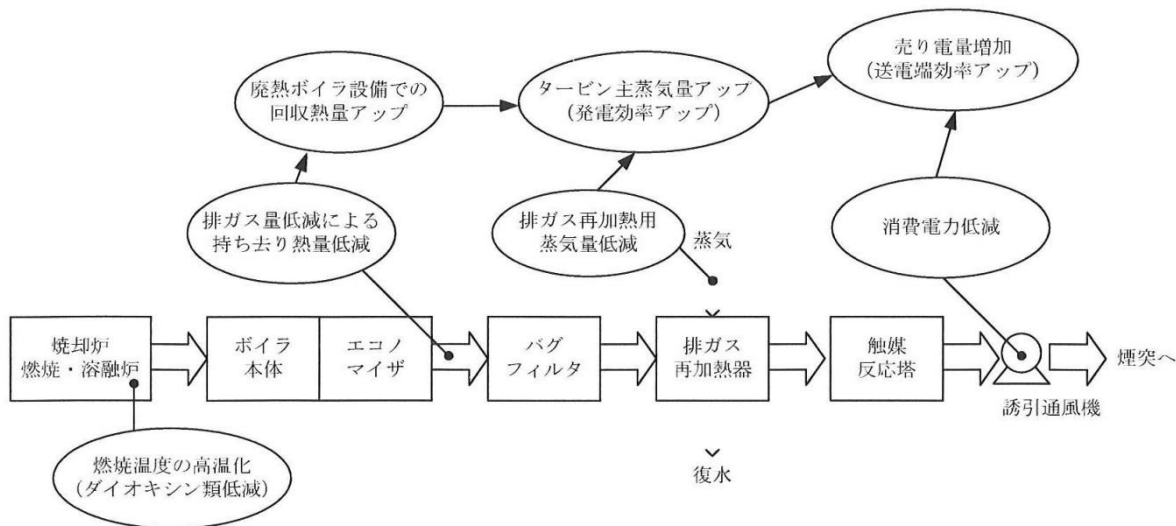 売り電量増加
(送電端効率アップ)
廃熱ボイラ設備での
回収熱量アップ
タービン主蒸気量アップ
(発電効率アップ)
排ガス量低減による
持ち去り熱量低減
排ガス再加熱用
蒸気量低減
蒸気
消費電力低減
焼却炉
燃焼・溶融炉
ボイラ
本体
エコノ
マイザ
バグ
フィルタ
排ガス
再加熱器
触媒
反応塔
煙突へ
誘引通風機
燃焼温度の高温化
(ダイオキシン類低減)
復水